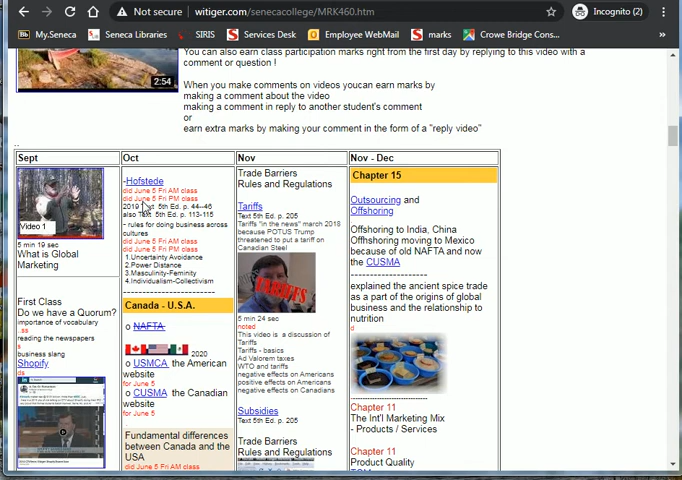 Not secure
witiger.com/senecacollege/MRK460.htm
Incognito (2)
My.Seneca
Seneca Libraries
SIRIS
Services Desk
Employee WebMail
marks
Crowe Bridge Cons...
»
2:54
You can also earn class participation marks right from the first day by replying to this video with a
comment or question !
When you make comments on videos youcan earn marks by
making a comment about the video
making a comment in reply to another student's comment
or
earn extra marks by making your comment in the form of a "reply video"
..
Sept
Video 1
5 min 19 sec
What is Global
Marketing
First Class
Do we have a Quorum?
importance of vocabulary
..ss
reading the newspapers
s
business slang
Shopify
ds
Oct
-Hofstede
did June 5 Fri AM class
did June 5 Fri PM class
2019 Text 5th Ed. p. 44--46
also Text 5th Ed. p. 113-115
- rules for doing business across
cultures
did June 5 Fri AM class
did June 5 Fri PM class
1.Uncertainty Avoidance
2.Power Distance
3.Masculinity-Feminity
4.Individualism-Collectivism
Canada - U.S.A.
o NAFTA
2020
o USMCA the American
website
for June 5
o CUSMA the Canadian
website
for June 5
Fundamental differences
between Canada and the
USA
did June 5 Fri AM class
Nov
Trade Barriers
Rules and Regulations
Tariffs
Text 5th Ed. p. 205
Tariffs "in the news" march 2018
because POTUS Trump
threatened to put a tariff on
Canadian Steel
TARIFFS
5 min 24 sec
noted
This video is a discussion of
Tariffs
Tariffs - basics
Ad Valorem taxes
WTO and tariffs
negative effects on Americans
positive effects on Americans
negative effects on Canadians
Subsidies
Text 5th Ed. p. 205
Trade Barriers
Rules and Regulations
Nov - Dec
Chapter 15
Outsourcing and
Offshoring
Offshoring to India, China
Offhshoring moving to Mexico
because of old NAFTA and now
the CUSMA
explained the ancient spice trade
as a part of the origins of global
business and the relationship to
nutrition
d
Chapter 11
The Int'l Marketing Mix
- Products / Services
Chapter 11
Product Quality
TQM